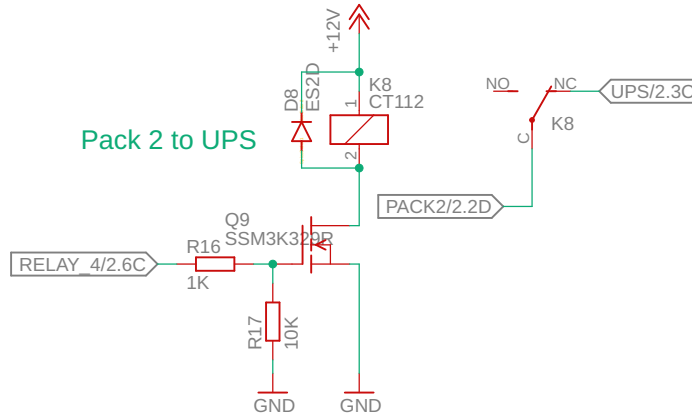 +12V
K8
CT112
1
2
D8
ES2D
Pack 2 to UPS
NO
NC
UPS/2.3C
K8
C
PACK2/2.2D
Q9
SSM3K329R
RELAY_4/2.6C
R16
1K
R17
10K
GND
GND